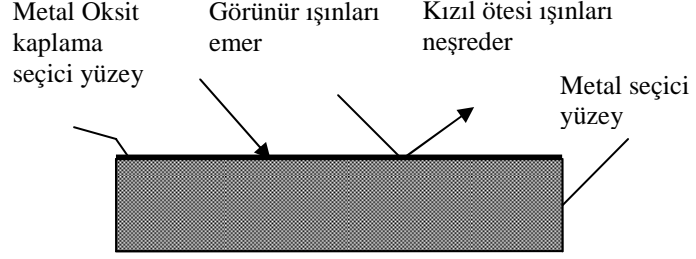 Metal Oksit
kaplama
seçici yüzey
Görünür ışınları
emer
Kızıl ötesi ışınları
neşreder
Metal seçici
yüzey